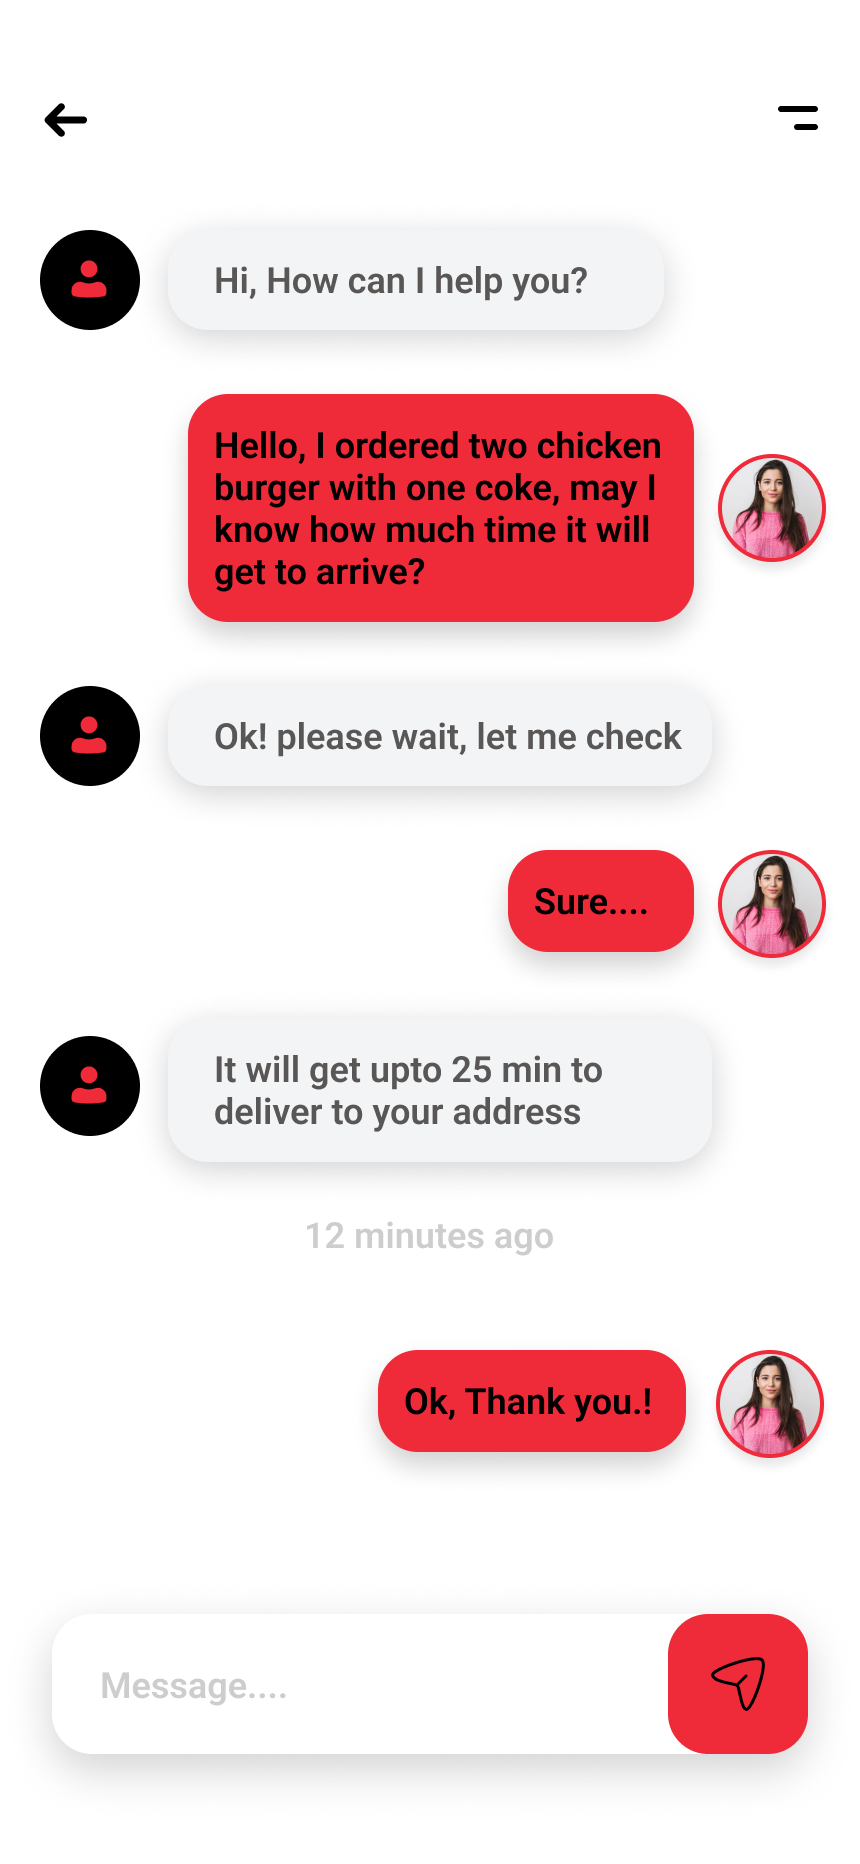 Hi, How can I help you?
Hello, I ordered two chicken
burger with one coke, may I
know how much time it will
get to arrive?
Ok! please wait, let me check
Sure....
It will get upto 25 min to
deliver to your address
12 minutes ago
Ok, Thank you.!
Message....